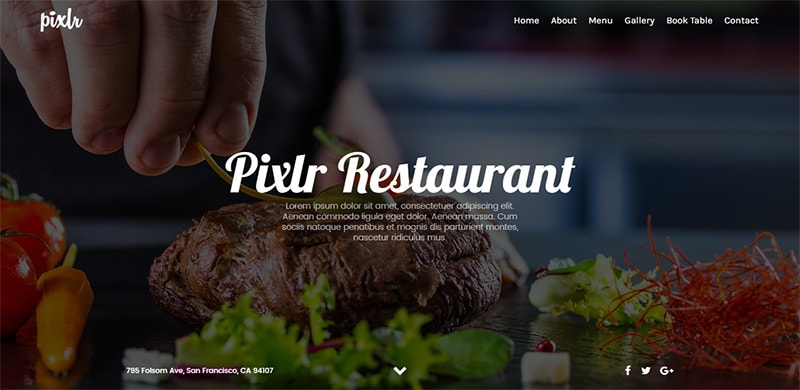 pixlr
Home About Menu Gallery Book Table Contact
Pixlr Restaurant
Lorem ipsum dolor sit amet, consectetuer adipiscing elit.
Aenean commodo ligula eget dolor. Aenean massa. Cum
sociis natoque penatibus et magnis dis parturient montes,
nascetur ridiculus mus.
795 Folsom Ave, San Francisco, CA 94107
f G+